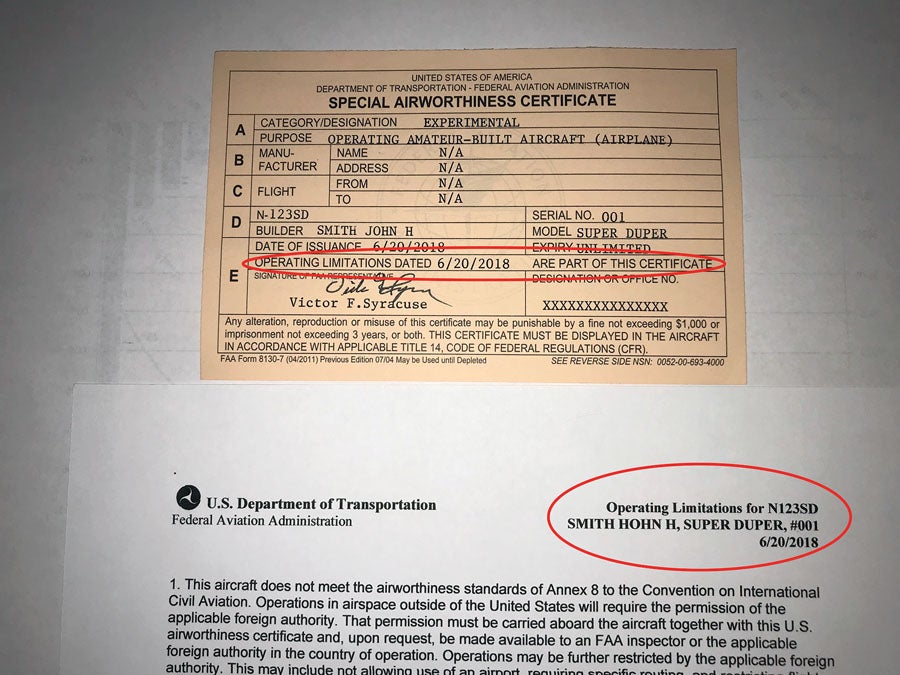 UNITED STATES OF AMERICA
DEPARTMENT OF TRANSPORTATION - FEDERAL AVIATION ADMINISTRATION
SPECIAL AIRWORTHINESS CERTIFICATE
A CATEGORY/DESIGNATION EXPERIMENTAL
PURPOSE OPERATING AMATEUR-BUILT AIRCRAFT (AIRPLANE)
B MANU-FACTURER NAME N/A
ADDRESS N/A
C FLIGHT FROM N/A
TO N/A
D N-123SD SERIAL NO. 001
BUILDER SMITH JOHN H MODEL SUPER DUPER
E DATE OF ISSUANCE 6/20/2018 EXPIRY UNLIMITED
OPERATING LIMITATIONS DATED 6/20/2018 ARE PART OF THIS CERTIFICATE
SIGNATURE OF FAA REPRESENTATIVE DESIGNATION OR OFFICE NO.
Victor F.Syracuse XXXXXXXXXXXXXXX
Any alteration, reproduction or misuse of this certificate may be punishable by a fine not exceeding $1,000 or
imprisonment not exceeding 3 years, or both. THIS CERTIFICATE MUST BE DISPLAYED IN THE AIRCRAFT
IN ACCORDANCE WITH APPLICABLE TITLE 14, CODE OF FEDERAL REGULATIONS (CFR).
FAA Form 8130-7 (04/2011) Previous Edition 07/04 May be Used until Depleted SEE REVERSE SIDE NSN: 0052-00-693-4000
U.S. Department of Transportation
Federal Aviation Administration
Operating Limitations for N123SD
SMITH HOHN H, SUPER DUPER, #001
6/20/2018
1. This aircraft does not meet the airworthiness standards of Annex 8 to the Convention on International
Civil Aviation. Operations in airspace outside of the United States will require the permission of the
applicable foreign authority. That permission must be carried aboard the aircraft together with this U.S.
airworthiness certificate and, upon request, be made available to an FAA inspector or the applicable
foreign authority in the country of operation. Operations may be further restricted by the applicable foreign
authority. This may include not allowing use of an airport, requiring specific routing, and restricting